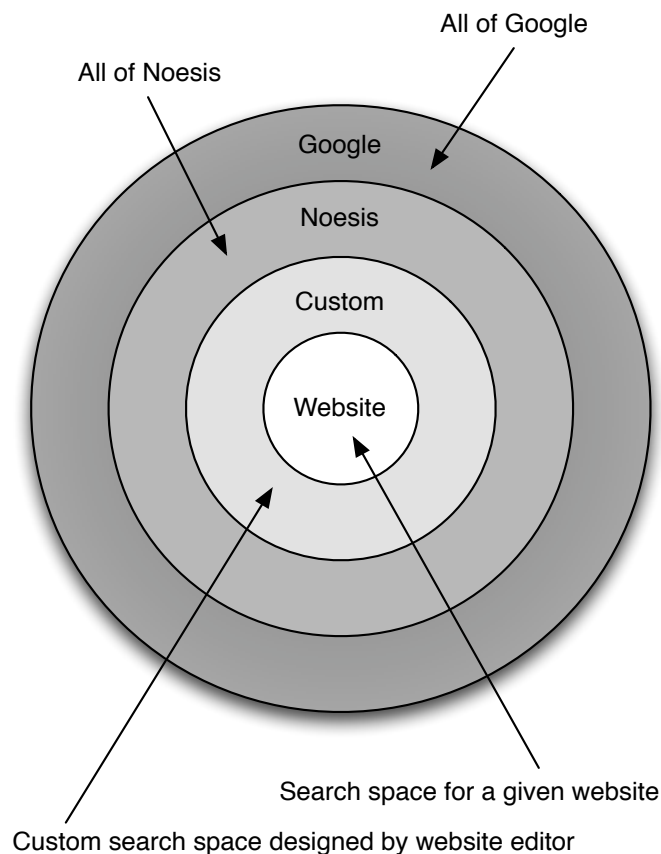 All of Google
All of Noesis
Google
Noesis
Custom
Website
Search space for a given website
Custom search space designed by website editor